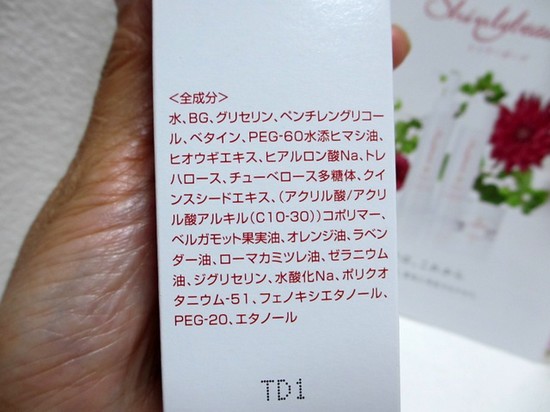 <全成分>
水、BG、グリセリン、ペンチレングリコー
ル、ベタイン、PEG-60水添ヒマシ油、
ヒオウギエキス、ヒアルロン酸Na、トレ
ハロース、チューベロース多糖体、クイ
ンスシードエキス、(アクリル酸/アクリ
ル酸アルキル(C10-30))コポリマー、
ベルガモット果実油、オレンジ油、ラベン
ダー油、ローマカミツレ油、ゼラニウム
油、ジグリセリン、水酸化Na、ポリクオ
タニウム-51、フェノキシエタノール、
PEG-20、エタノール
TD1